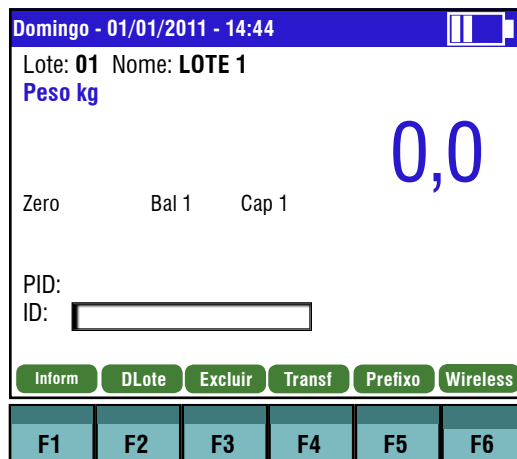 Domingo - 01/01/2011 - 14:44
Lote: 01 Nome: LOTE 1
Peso kg
0,0
Zero Bal 1 Cap 1
PID:
ID:
Inform DLote Excluir Transf Prefixo Wireless
F1 F2 F3 F4 F5 F6